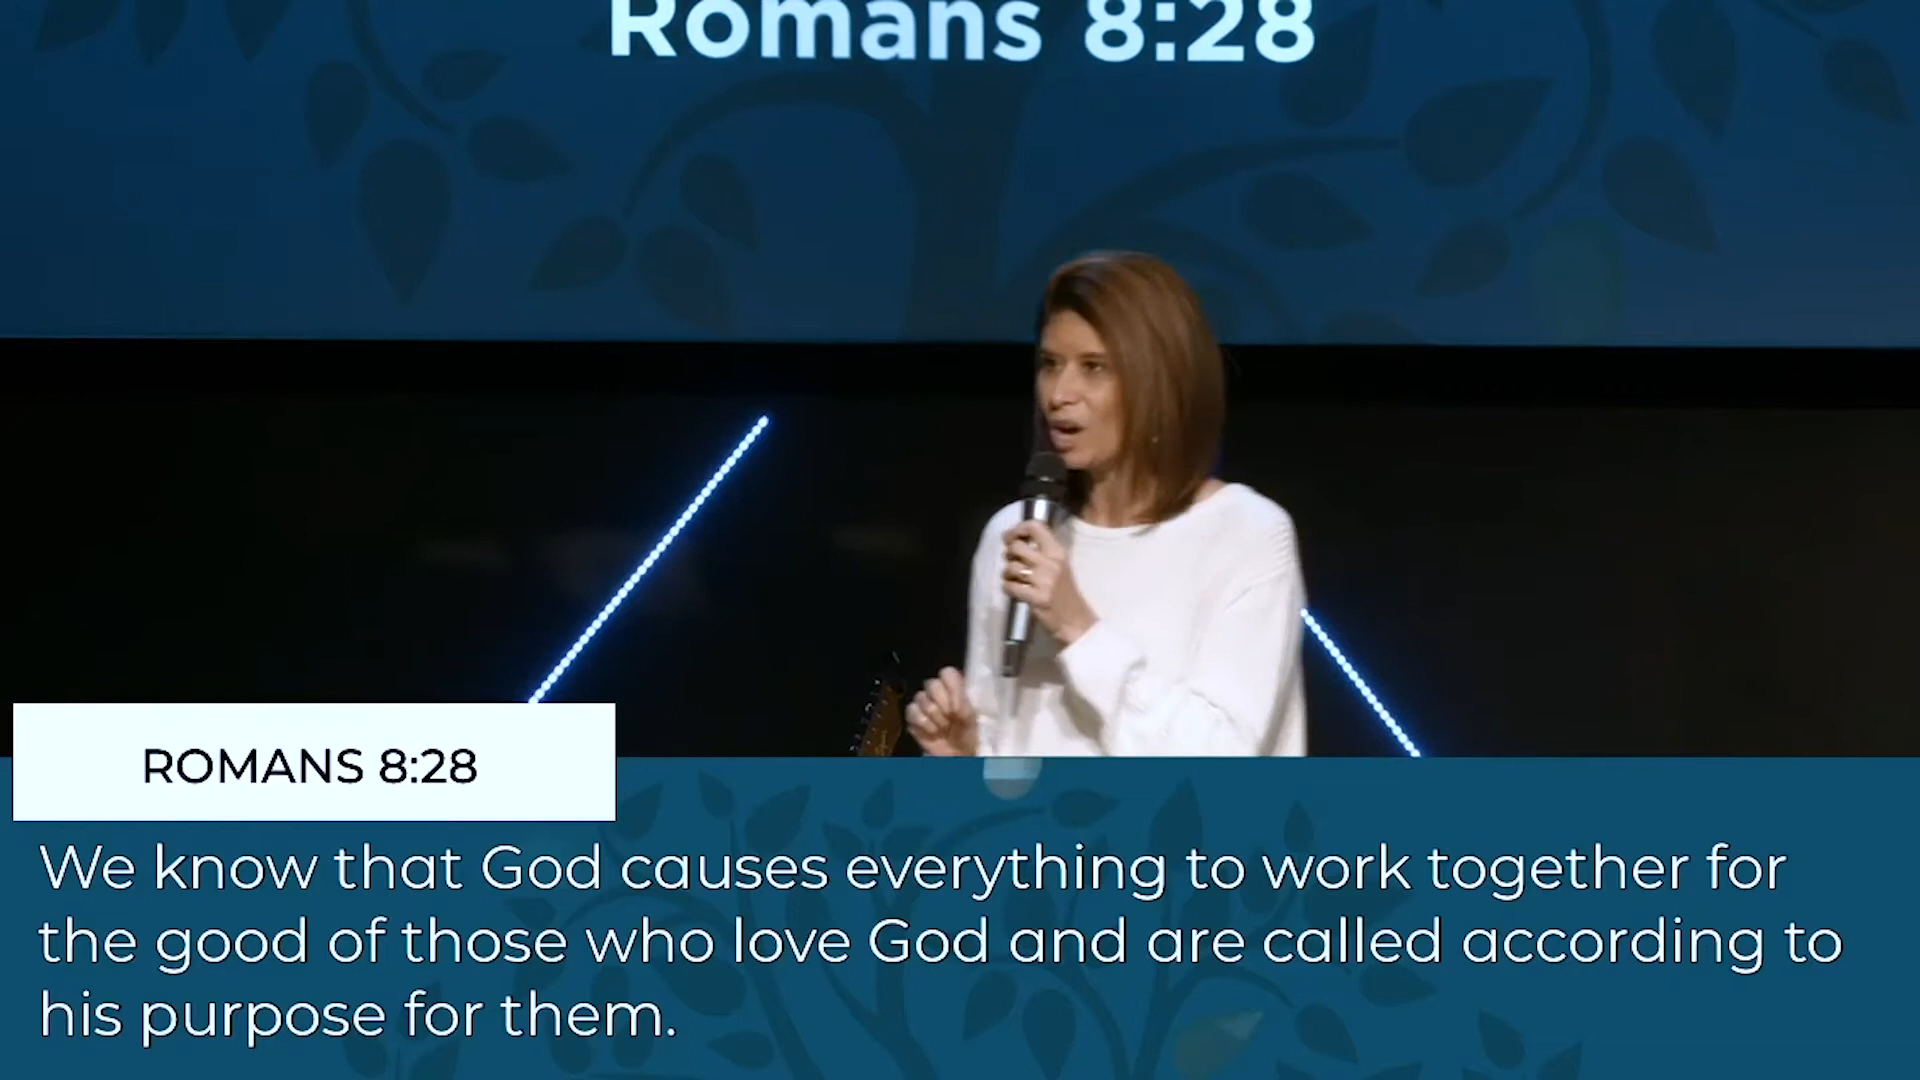 Romans 8:28
ROMANS 8:28
We know that God causes everything to work together for
the good of those who love God and are called according to
his purpose for them.